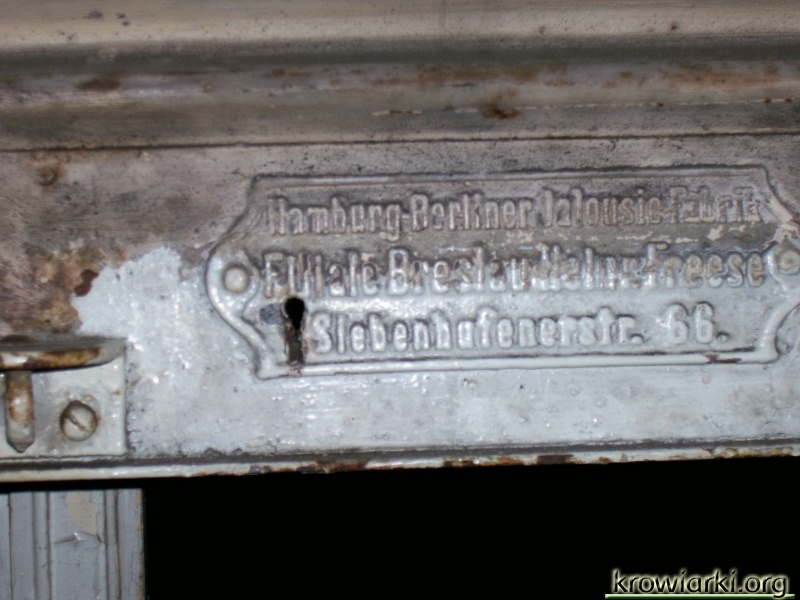 Hamburg-Berliner Jalousie-Fabrik
Filiale Breslau Heinr. Freese
Siebenhufenerstr. 66.
krowiarki.org